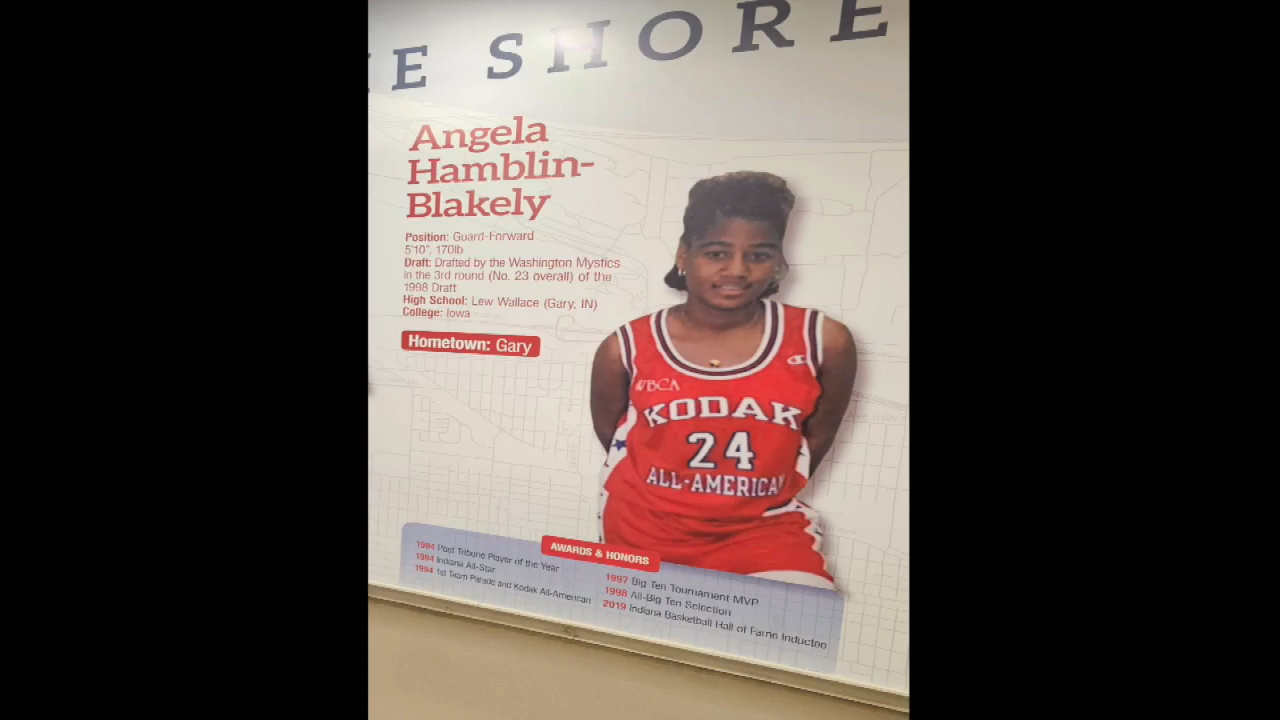 E SHORE
Angela
Hamblin-
Blakely
Position: Guard-Forward
5'10", 170lb
Draft: Drafted by the Washington Mystics
in the 3rd round (No. 23 overall) of the
1998 Draft
High School: Lew Wallace (Gary, IN)
College: Iowa
Hometown: Gary
WBCA
KODAK
24
ALL-AMERICAN
AWARDS & HONORS
1994 Post Tribune Player of the Year
1994 Indiana All-Star
1994 1st Team Parade and Kodak All-American
1997 Big Ten Tournament MVP
1998 All-Big Ten Selection
2019 Indiana Basketball Hall of Fame Inductee